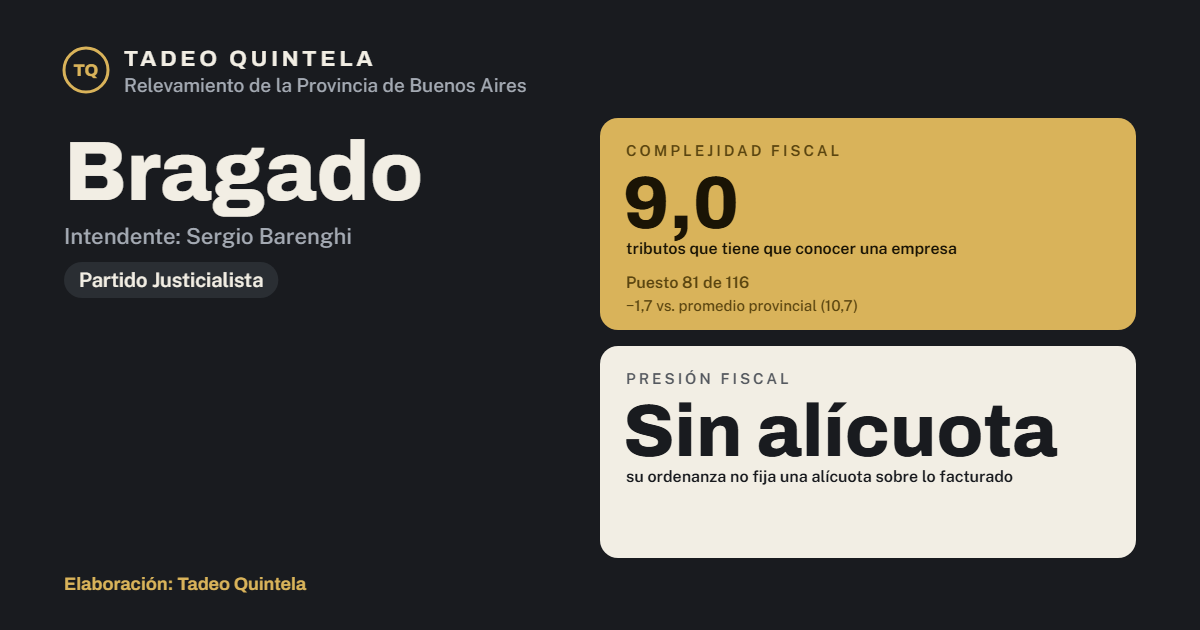 TQ
TADEO QUINTELA
Relevamiento de la Provincia de Buenos Aires
Bragado
Intendente: Sergio Barenghi
Partido Justicialista
COMPLEJIDAD FISCAL
9,0
tributos que tiene que conocer una empresa
Puesto 81 de 116
−1,7 vs. promedio provincial (10,7)
PRESIÓN FISCAL
Sin alícuota
su ordenanza no fija una alícuota sobre lo facturado
Elaboración: Tadeo Quintela